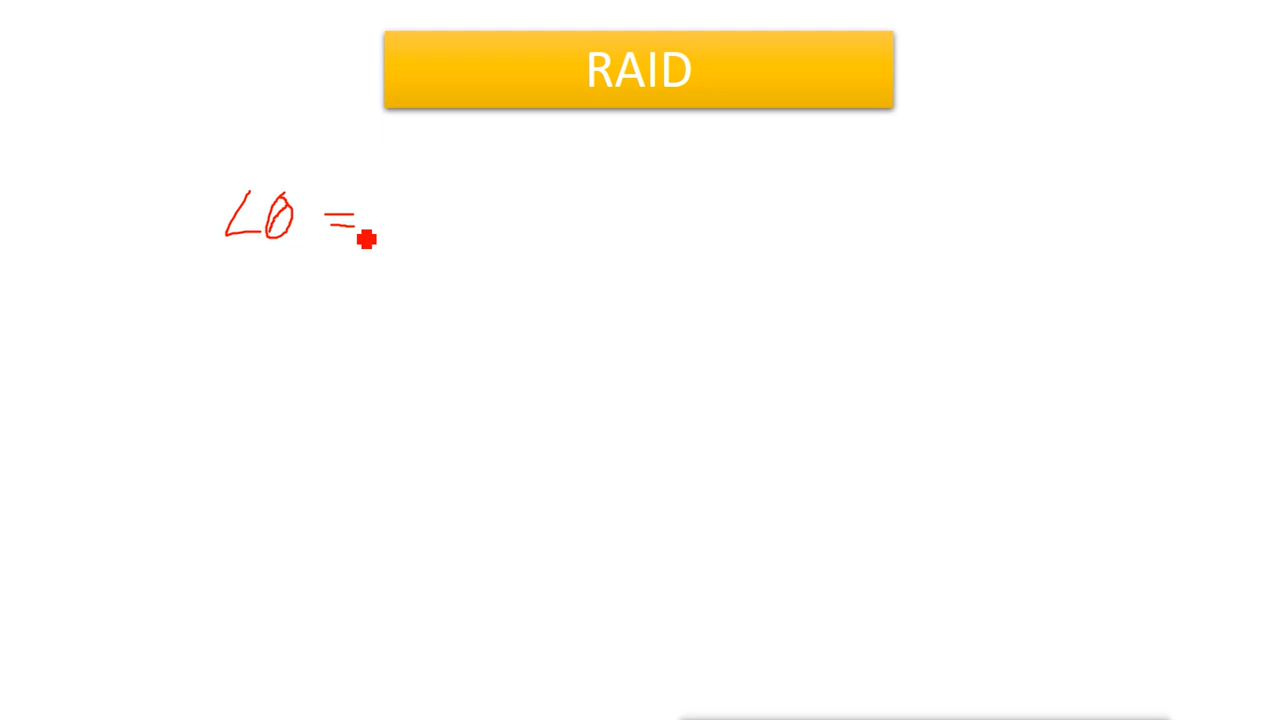 RAID
L0 =